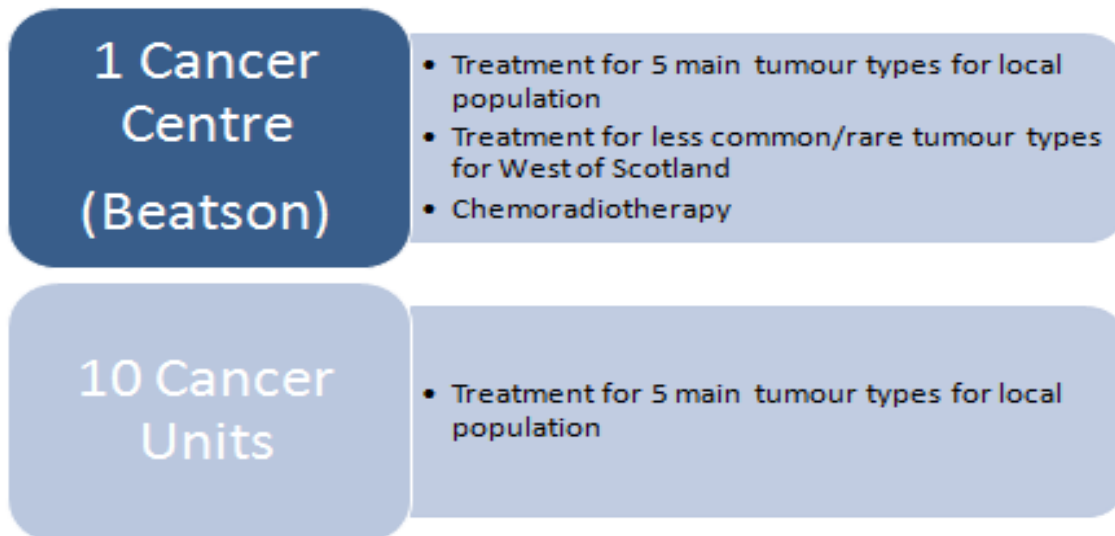 1 Cancer
Centre
(Beatson)
• Treatment for 5 main tumour types for local
population
• Treatment for less common/rare tumour types
for West of Scotland
• Chemoradiotherapy
10 Cancer
Units
• Treatment for 5 main tumour types for local
population